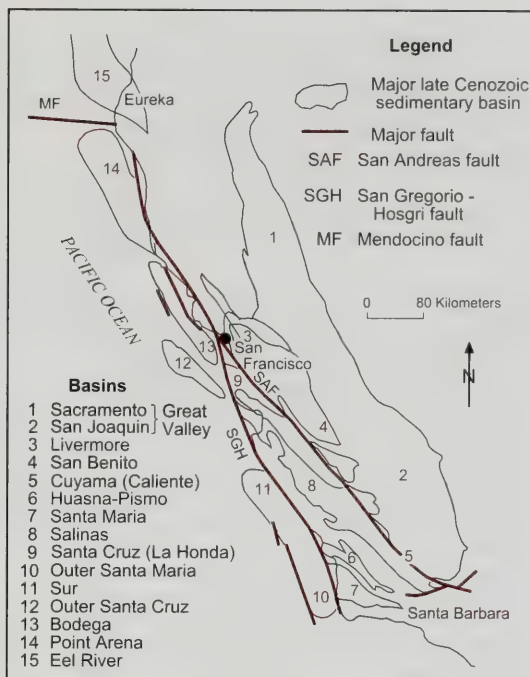 Legend
Major late Cenozoic
sedimentary basin
Major fault
SAF San Andreas fault
SGH San Gregorio -
Hosgri fault
MF Mendocino fault
0 80 Kilometers
N
15
Eureka
MF
14
PACIFIC OCEAN
1
3
San
Francisco
13
12
9
SAF
SGH
4
2
8
11
5
6
7
10
Santa Barbara
Basins
1 Sacramento Great
2 San Joaquin Valley
3 Livermore
4 San Benito
5 Cuyama (Caliente)
6 Huasna-Pismo
7 Santa Maria
8 Salinas
9 Santa Cruz (La Honda)
10 Outer Santa Maria
11 Sur
12 Outer Santa Cruz
13 Bodega
14 Point Arena
15 Eel River